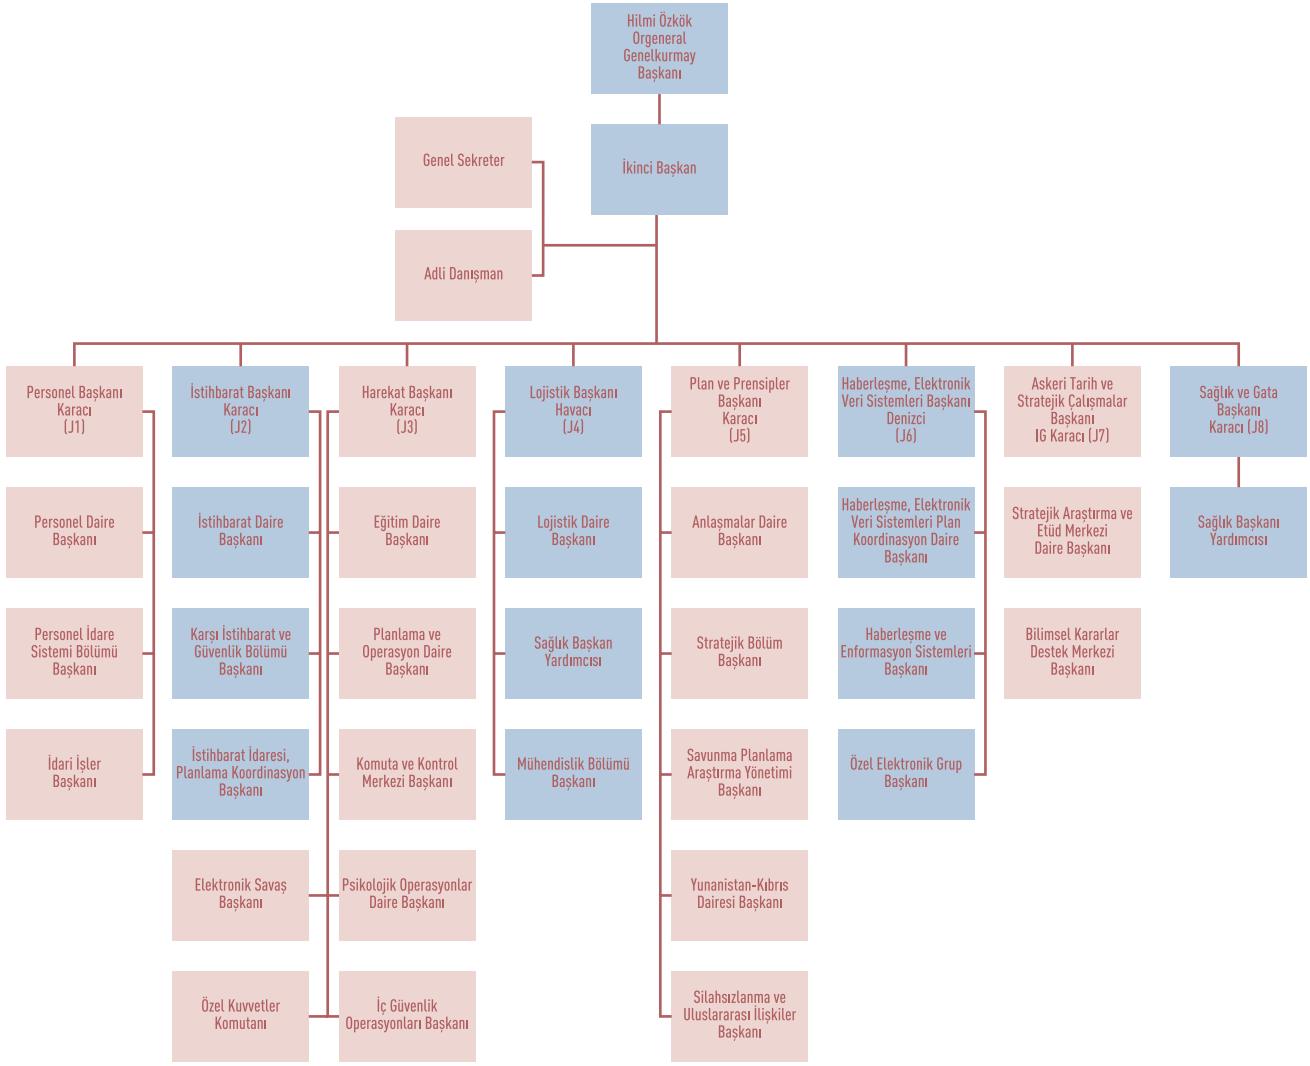 Hilmi Özkök
Orgeneral
Genelkurmay
Başkanı
İkinci Başkan
Genel Sekreter
Adli Danışman
Personel Başkanı
Karacı
(J1)
İstihbarat Başkanı
Karacı
(J2)
Harekat Başkanı
Karacı
(J3)
Lojistik Başkanı
Havacı
(J4)
Plan ve Prensipler
Başkanı
Karacı
(J5)
Haberleşme, Elektronik
Veri Sistemleri Başkanı
Denizci
(J6)
Askeri Tarih ve
Stratejik Çalışmalar
Başkanı
IG Karacı (J7)
Sağlık ve Gata
Başkanı
Karacı (J8)
Personel Daire
Başkanı
İstihbarat Daire
Başkanı
Eğitim Daire
Başkanı
Lojistik Daire
Başkanı
Anlaşmalar Daire
Başkanı
Haberleşme, Elektronik
Veri Sistemleri Plan
Koordinasyon Daire
Başkanı
Stratejik Araştırma ve
Etüd Merkezi
Daire Başkanı
Sağlık Başkanı
Yardımcısı
Personel İdare
Sistemi Bölümü
Başkanı
Karşı İstihbarat ve
Güvenlik Bölümü
Başkanı
Planlama ve
Operasyon Daire
Başkanı
Sağlık Başkan
Yardımcısı
Stratejik Bölüm
Başkanı
Haberleşme ve
Enformasyon Sistemleri
Başkanı
Bilimsel Kararlar
Destek Merkezi
Başkanı
İdari İşler
Başkanı
İstihbarat İdaresi,
Planlama Koordinasyon
Başkanı
Komuta ve Kontrol
Merkezi Başkanı
Mühendislik Bölümü
Başkanı
Savunma Planlama
Araştırma Yönetimi
Başkanı
Özel Elektronik Grup
Başkanı
Elektronik Savaş
Başkanı
Psikolojik Operasyonlar
Daire Başkanı
Yunanistan-Kıbrıs
Dairesi Başkanı
Özel Kuvvetler
Komutanı
İç Güvenlik
Operasyonları Başkanı
Silahsızlanma ve
Uluslararası İlişkiler
Başkanı